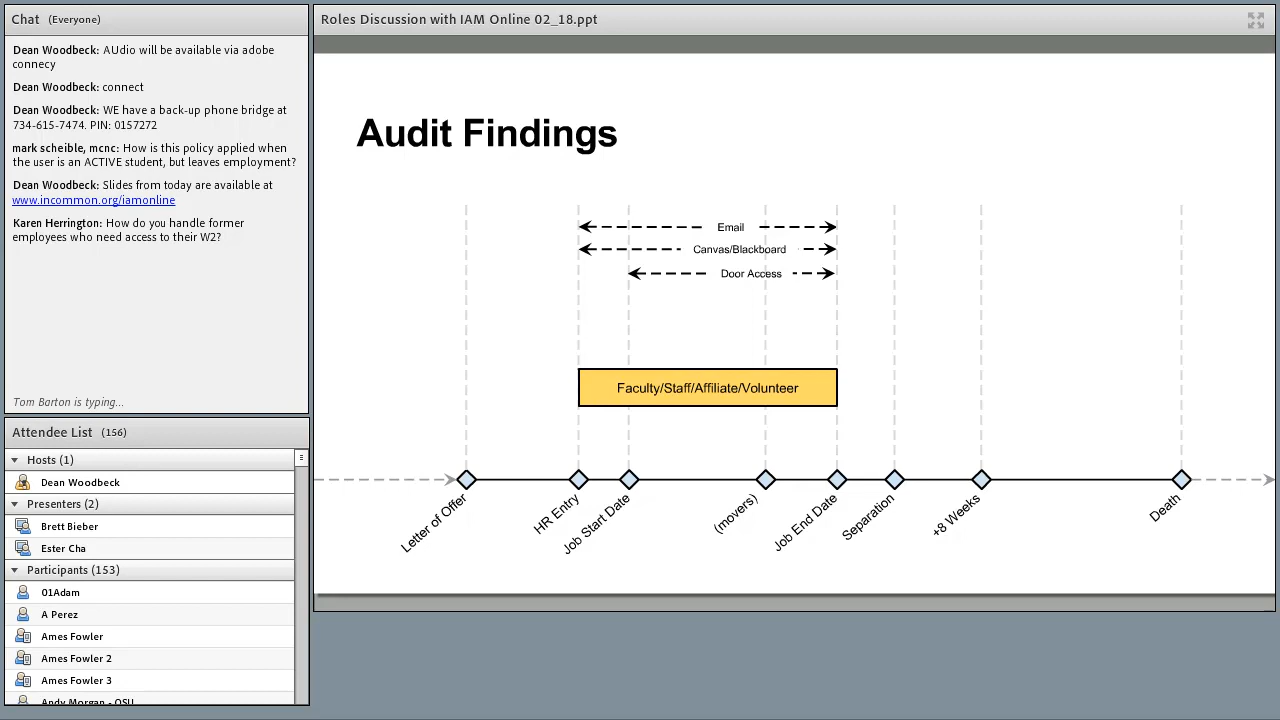 Chat (Everyone)
Dean Woodbeck: AUdio will be available via adobe
connecy
Dean Woodbeck: connect
Dean Woodbeck: WE have a back-up phone bridge at
734-615-7474. PIN: 0157272
mark scheible, mcnc: How is this policy applied when
the user is an ACTIVE student, but leaves employment?
Dean Woodbeck: Slides from today are available at
www.incommon.org/iamonline
Karen Herrington: How do you handle former
employees who need access to their W2?
Tom Barton is typing...
Attendee List (156)
Hosts (1)
Dean Woodbeck
Presenters (2)
Brett Bieber
Ester Cha
Participants (153)
01Adam
A Perez
Ames Fowler
Ames Fowler 2
Ames Fowler 3
Andy Morgan - OSU
Roles Discussion with IAM Online 02_18.ppt
Audit Findings
Email
Canvas/Blackboard
Door Access
Faculty/Staff/Affiliate/Volunteer
Letter of Offer
HR Entry
Job Start Date
(movers)
Job End Date
Separation
+8 Weeks
Death